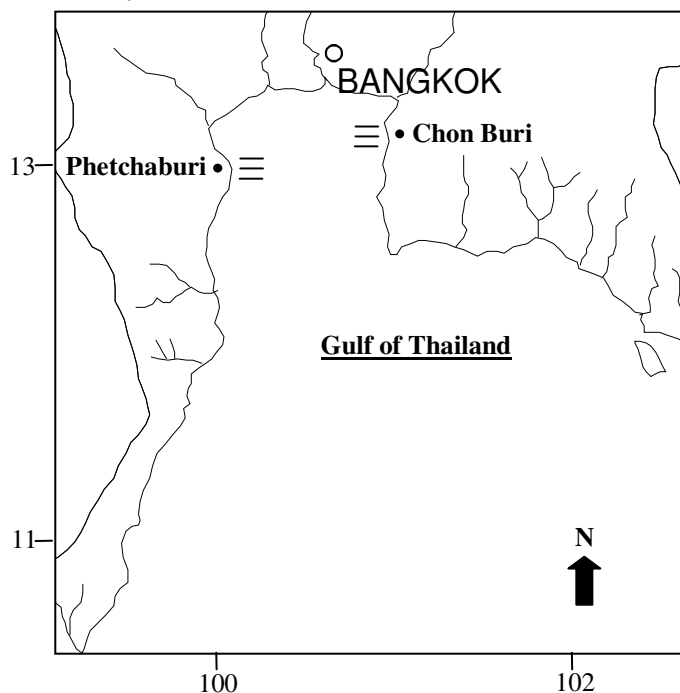 BANGKOK
Chon Buri
13
Phetchaburi
Gulf of Thailand
11
N
100
102